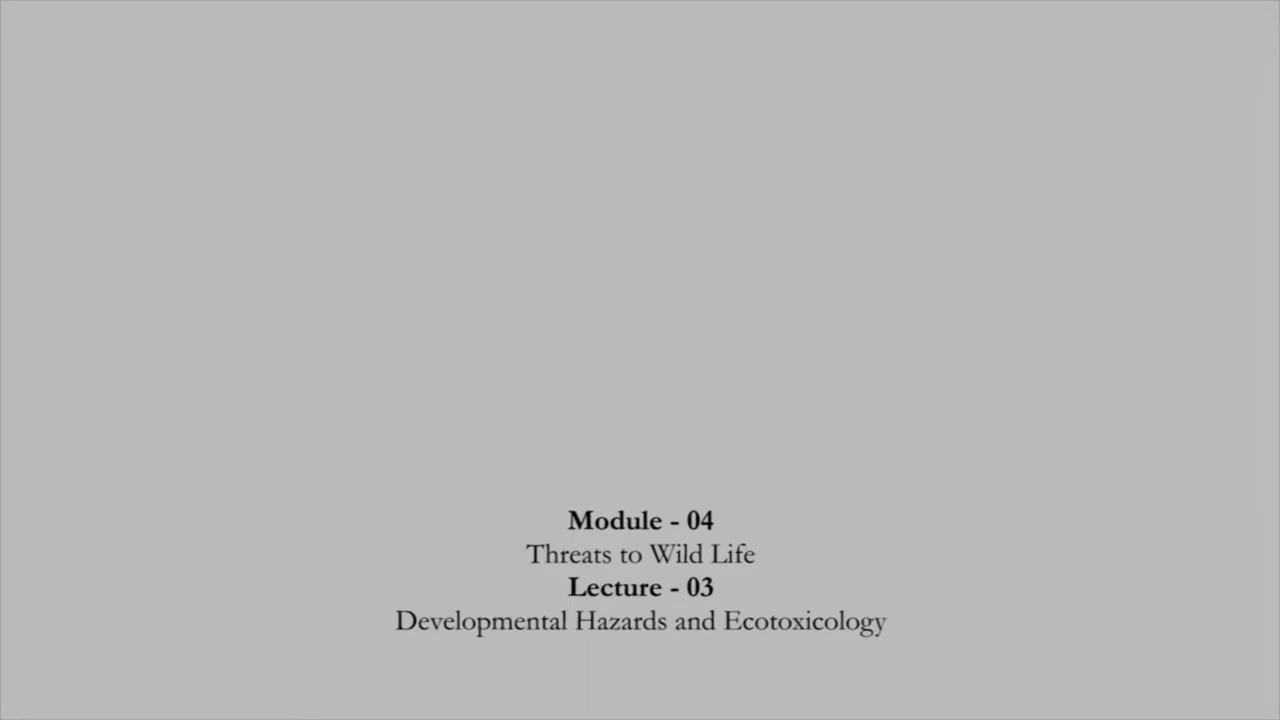 Module - 04
Threats to Wild Life
Lecture - 03
Developmental Hazards and Ecotoxicology